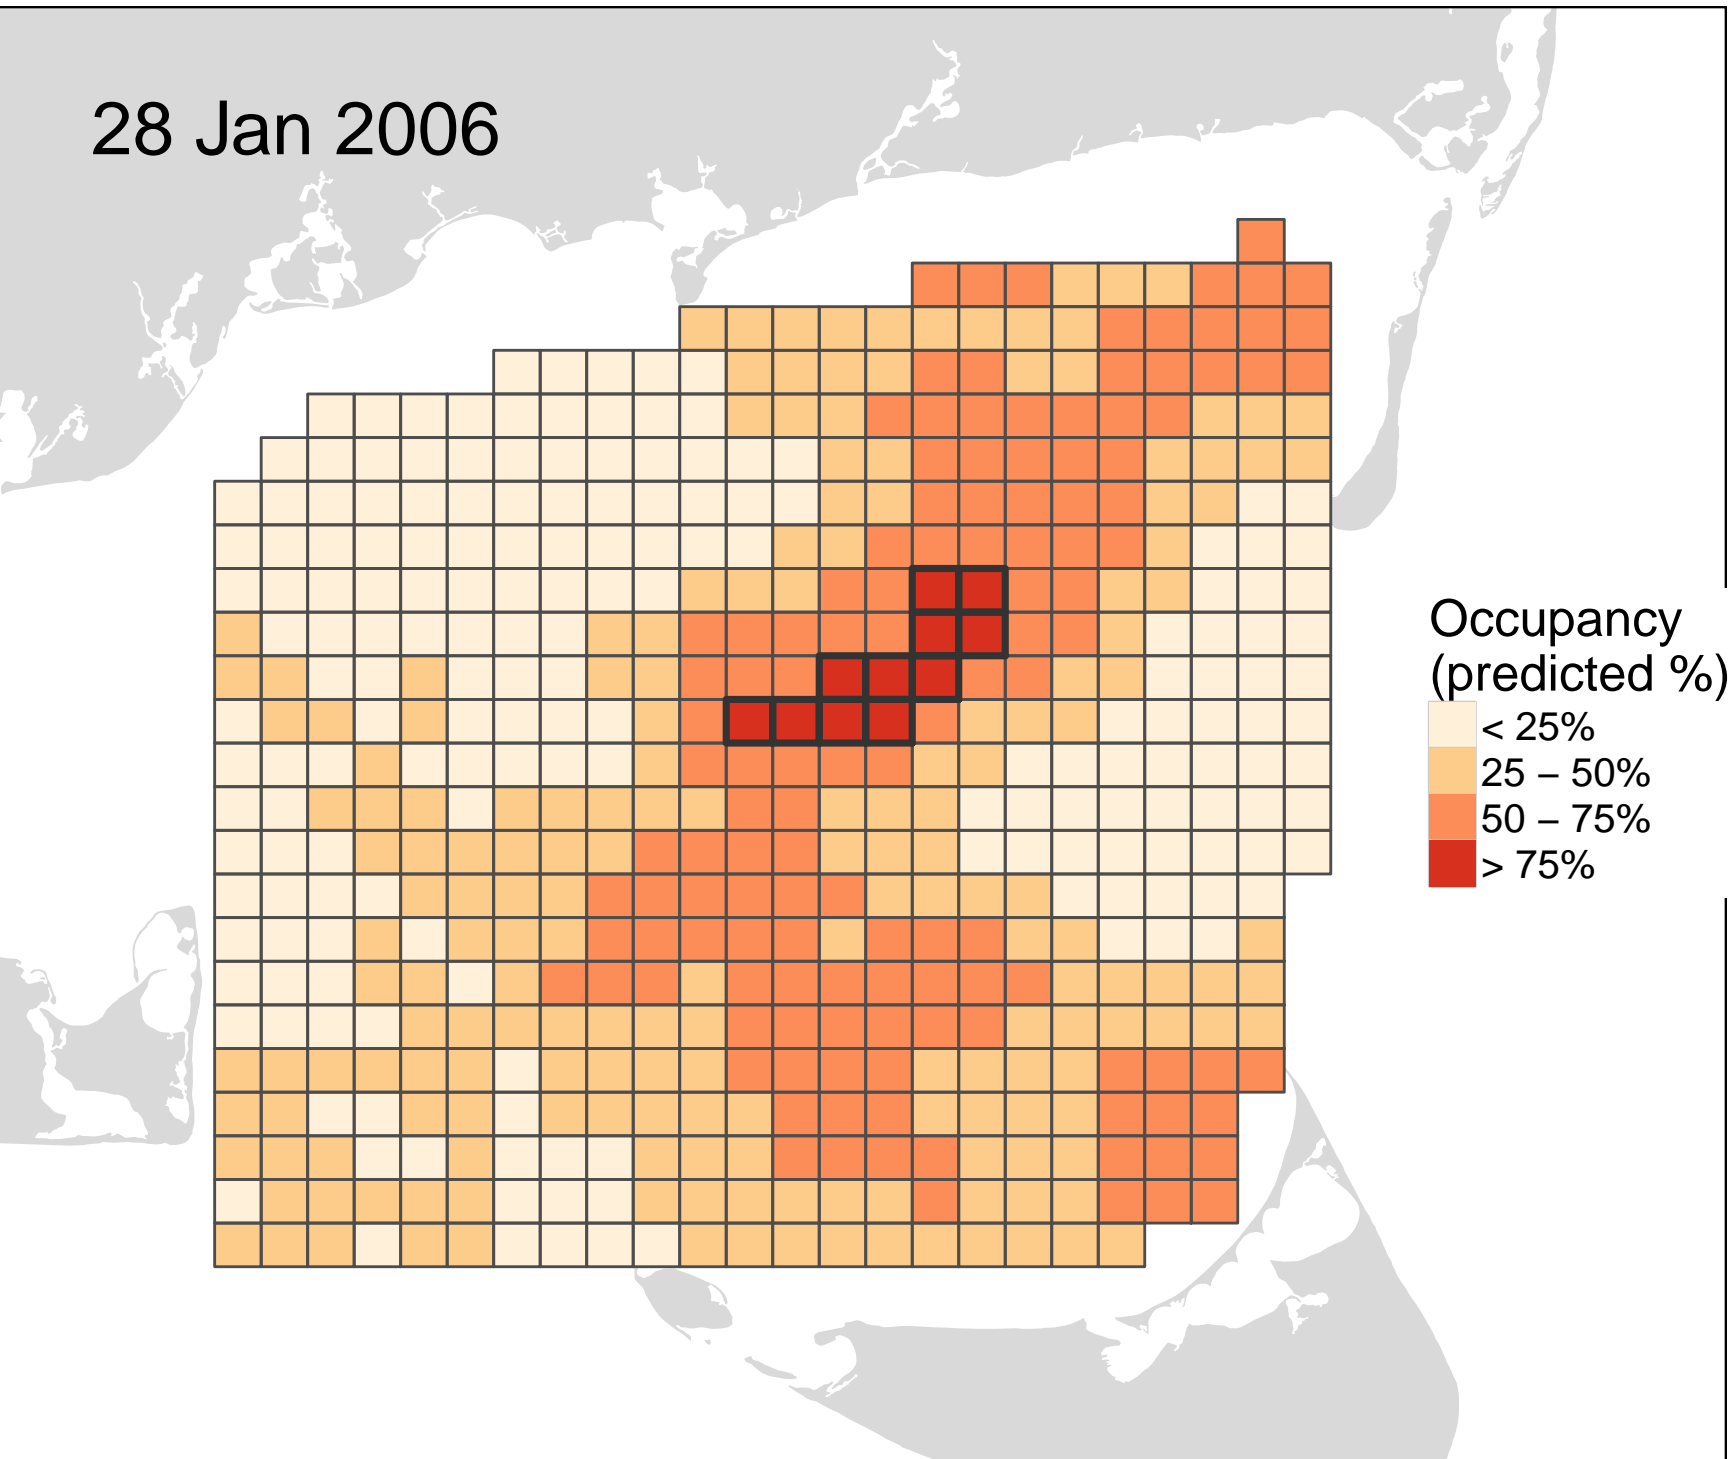 28 Jan 2006
Occupancy
(predicted %)
< 25%
25 – 50%
50 – 75%
> 75%